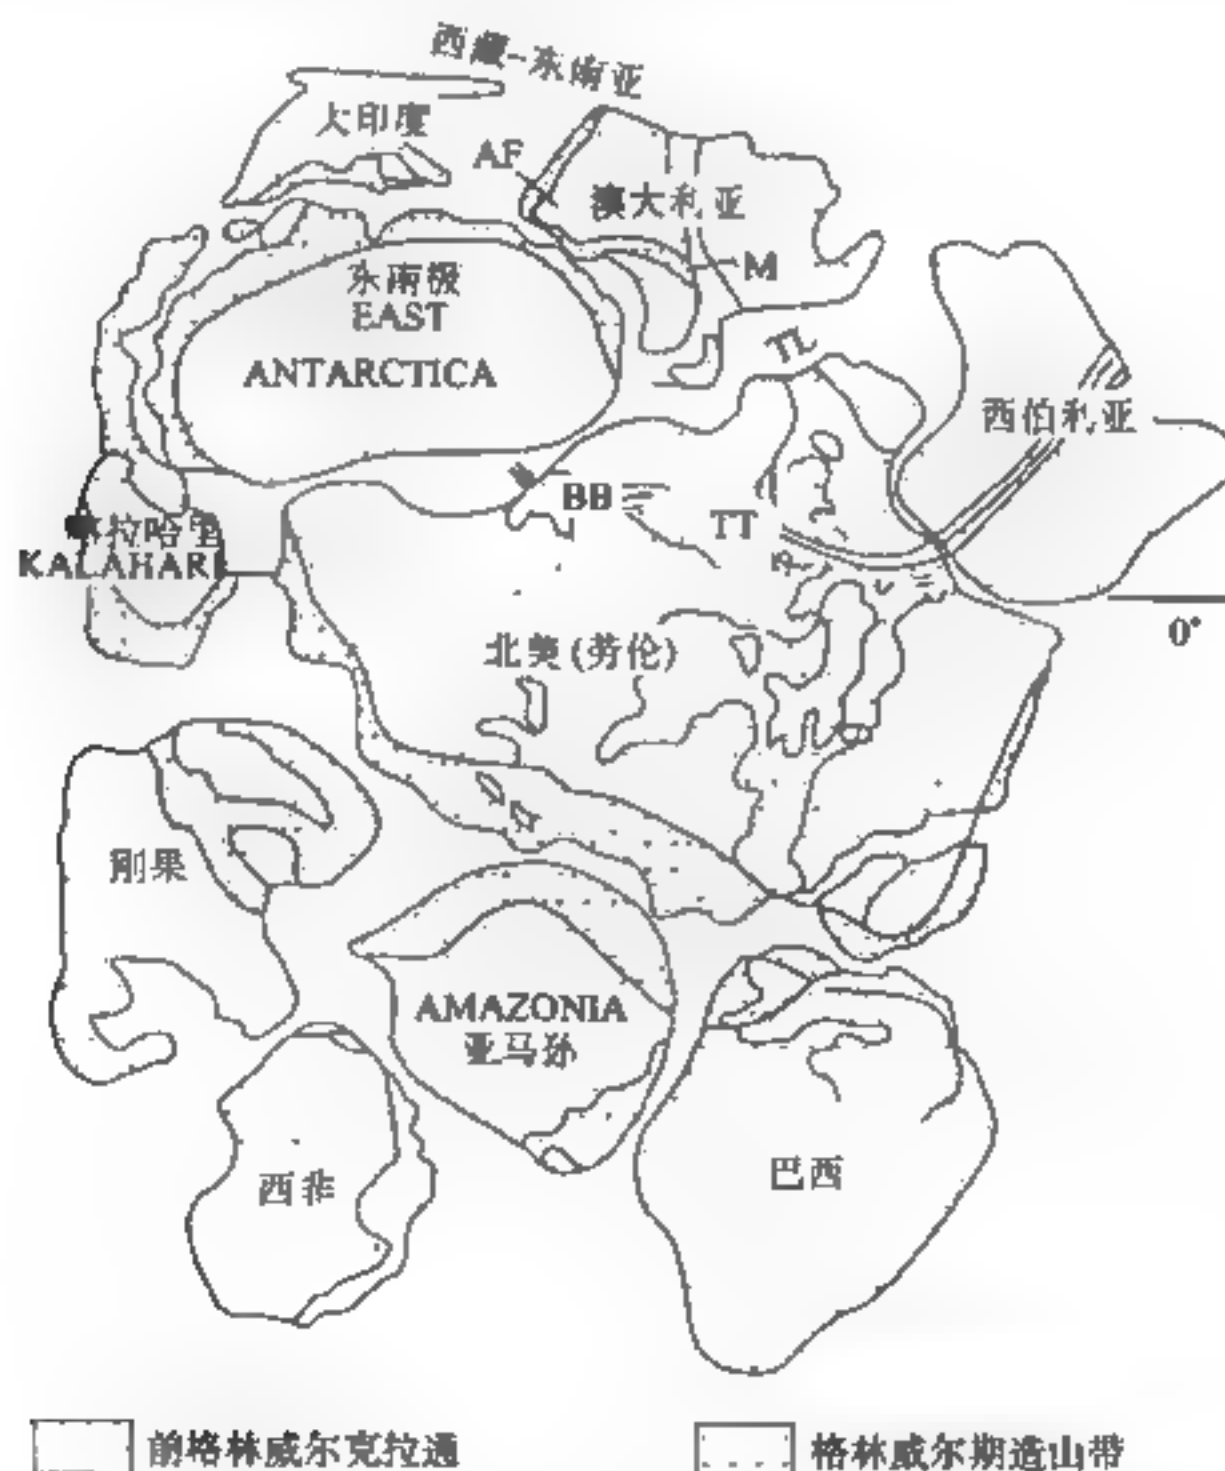 西藏-东南亚
大印度
AF
澳大利亚
M
东南极
EAST
ANTARCTICA
TL
西伯利亚
BB
TT
拉哈里
KALAHARI
0°
北美(劳伦)
刚果
AMAZONIA
亚马孙
西非
巴西
前格林威尔克拉通
格林威尔期造山带